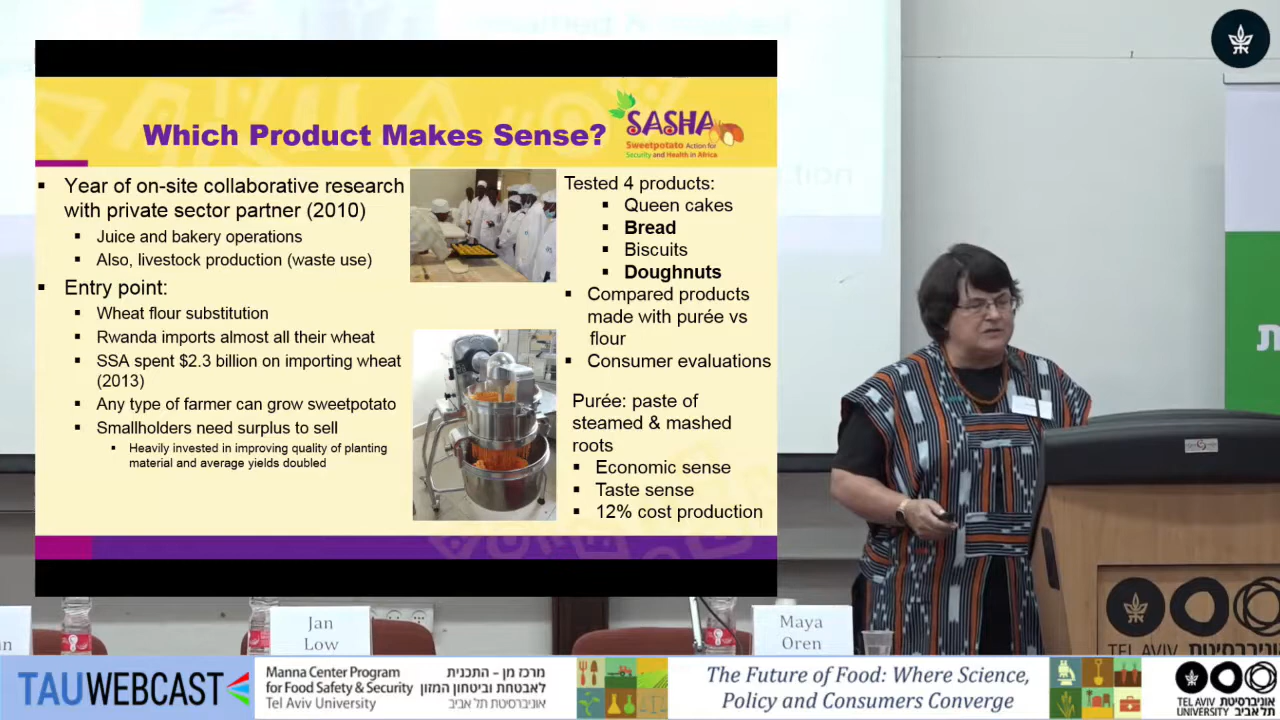 Which Product Makes Sense?
SASHA
Sweetpotato Action for
Security and Health in Africa
Year of on-site collaborative research
with private sector partner (2010)
Juice and bakery operations
Also, livestock production (waste use)
Entry point:
Wheat flour substitution
Rwanda imports almost all their wheat
SSA spent $2.3 billion on importing wheat
(2013)
Any type of farmer can grow sweetpotato
Smallholders need surplus to sell
Heavily invested in improving quality of planting
material and average yields doubled
Tested 4 products:
Queen cakes
Bread
Biscuits
Doughnuts
Compared products
made with purée vs
flour
Consumer evaluations
Purée: paste of
steamed & mashed
roots
Economic sense
Taste sense
12% cost production
Jan
Low
Maya
Oren
TEL AVIV אוניברסיטת
TAUWEBCAST
Manna Center Program
for Food Safety & Security
Tel Aviv University
מרכז מן - התכנית
לאבטחת וביטחון המזון
אוניברסיטת תל אביב
The Future of Food: Where Science,
Policy and Consumers Converge
TEL AVIV אוניברסיטת
UNIVERSITY תל אביב